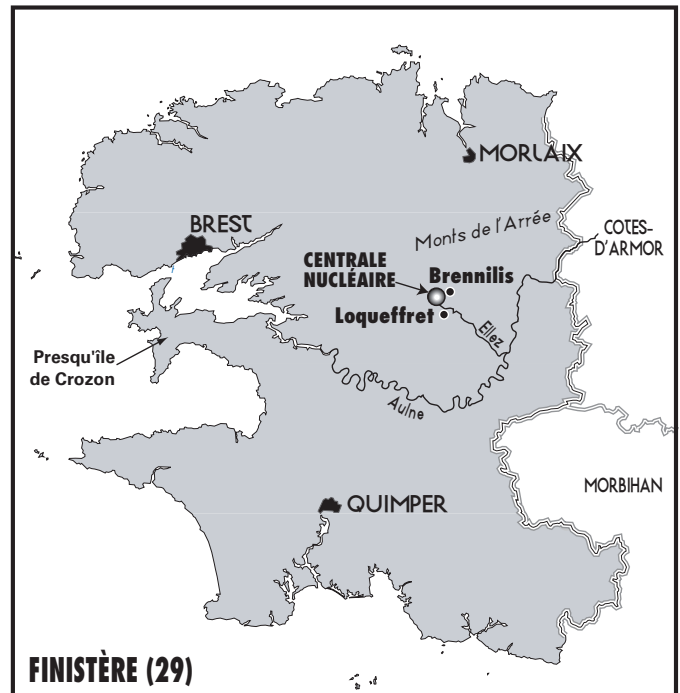 MORLAIX
BREST
Monts de l'Arrée
COTES-
D'ARMOR
CENTRALE
NUCLÉAIRE
Brennilis
Loqueffret
Ellez
Presqu'île
de Crozon
Aulne
MORBIHAN
QUIMPER
FINISTÈRE (29)